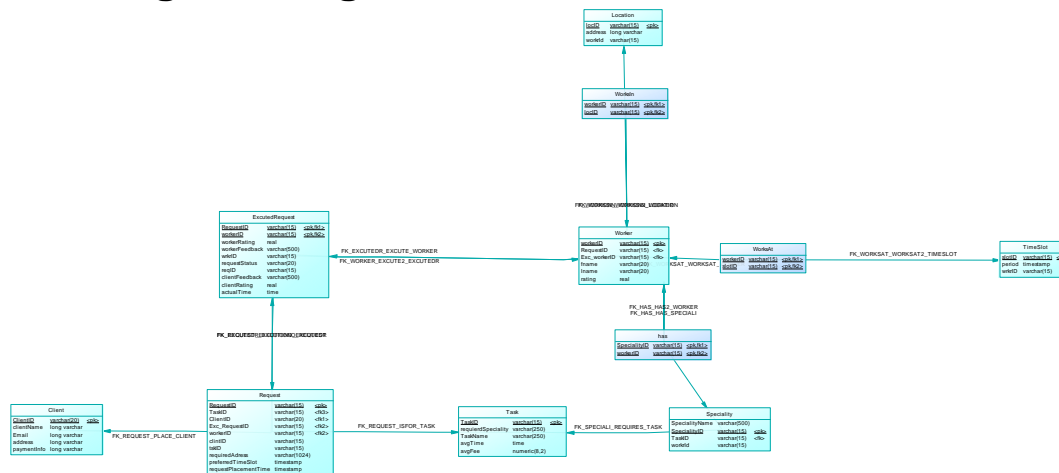 Location
locID varchar(15) <pk>
address long varchar
workId varchar(15)
WorksIn
workerID varchar(15) <pk,fk1>
locID varchar(15) <pk,fk2>
ExcutedRequest
RequestID varchar(15) <pk,fk1>
workerID varchar(15) <pk,fk2>
workerRating real
workerFeedback varchar(500)
wrkID varchar(15)
requestStatus varchar(20)
reqID varchar(15)
clientFeedback varchar(500)
clientRating real
actualTime time
FK_EXCUTEDR_EXCUTE_WORKER
FK_WORKER_EXCUTE2_EXCUTEDR
Worker
workerID varchar(15) <pk>
RequestID varchar(15) <fk>
Exc_workerID varchar(15) <fk>
fname varchar(20)
lname varchar(20)
rating real
WorksAt
workerID varchar(15) <pk,fk1>
slotID varchar(15) <pk,fk2>
FK_WORKSAT_WORKSAT2_TIMESLOT
TimeSlot
slotID varchar(15)
period timestamp
wrkID varchar(15)
KSAT_WORKSAT_
FK_HAS_HAS2_WORKER
FK_HAS_HAS_SPECIALI
has
SpecialityID varchar(15) <pk,fk1>
workerID varchar(15) <pk,fk2>
Client
ClientID varchar(20) <pk>
clientName long varchar
Email long varchar
address long varchar
paymentInfo long varchar
FK_REQUEST_PLACE_CLIENT
Request
RequestID varchar(15) <pk>
TaskID varchar(15) <fk3>
ClientID varchar(20) <fk1>
Exc_RequestID varchar(15) <fk2>
workerID varchar(15) <fk2>
clintID varchar(15)
tskID varchar(15)
requiredAdress varchar(1024)
preferredTimeSlot timestamp
requestPlacementTime timestamp
FK_REQUEST_ISFOR_TASK
Task
TaskID varchar(15) <pk>
requierdSpeciality varchar(250)
TaskName varchar(250)
avgTime time
avgFee numeric(8,2)
FK_SPECIALI_REQUIRES_TASK
Speciality
SpecialityName varchar(500)
SpecialityID varchar(15) <pk>
TaskID varchar(15) <fk>
workId varchar(15)